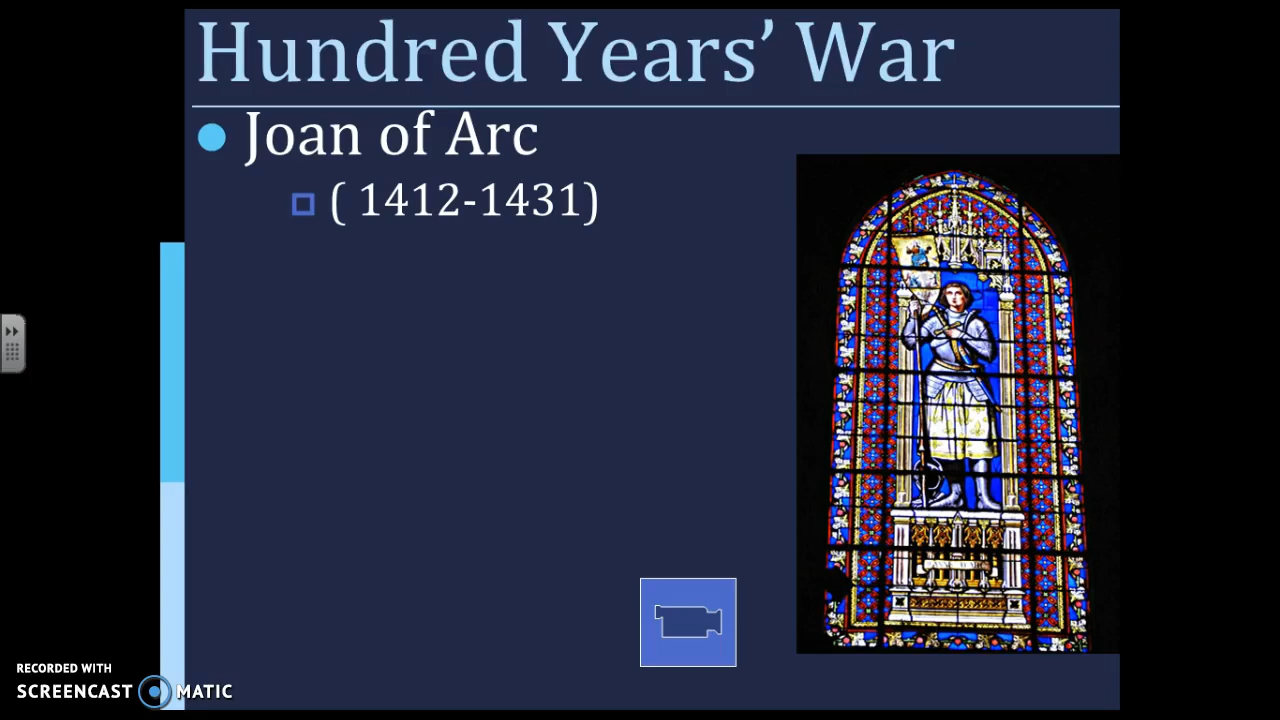 Hundred Years’ War
Joan of Arc
( 1412-1431)
RECORDED WITH
SCREENCAST MATIC